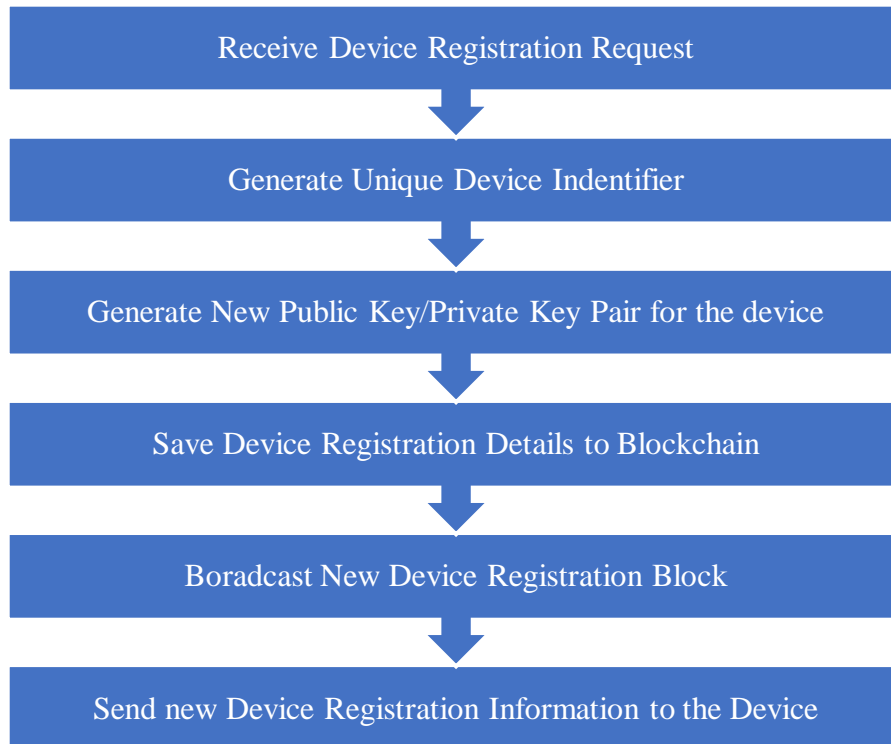 Receive Device Registration Request
Generate Unique Device Indentifier
Generate New Public Key/Private Key Pair for the device
Save Device Registration Details to Blockchain
Boradcast New Device Registration Block
Send new Device Registration Information to the Device